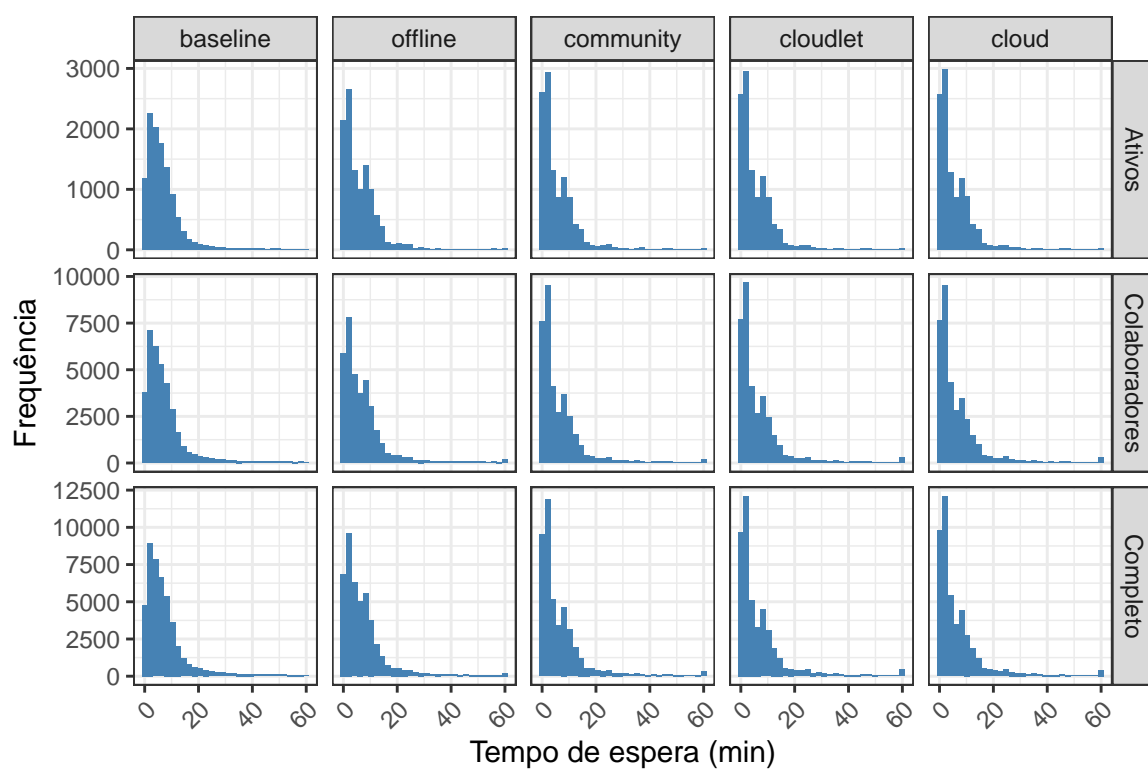 baseline offline community cloudlet cloud
3000
2000
1000
0
Ativos
10000
7500
5000
2500
0
Colaboradores
12500
10000
7500
5000
2500
0
Completo
Frequência
0 20 40 60 0 20 40 60 0 20 40 60 0 20 40 60 0 20 40 60
Tempo de espera (min)